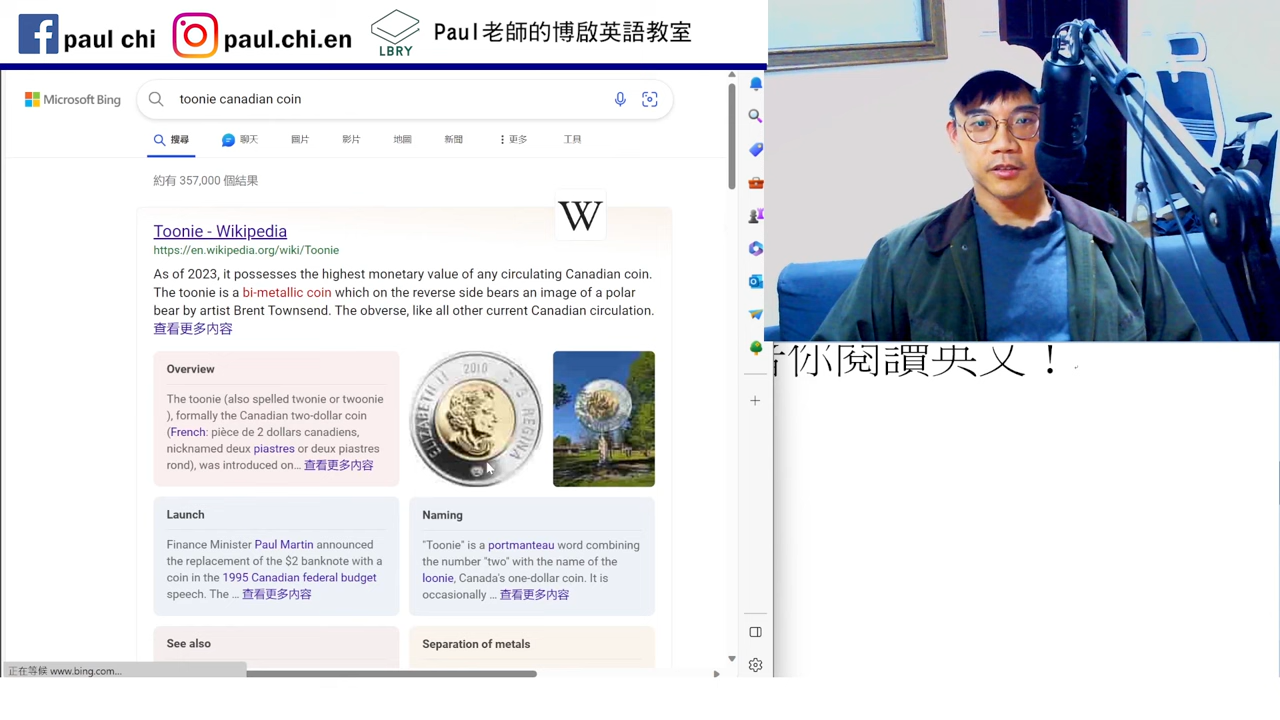 paul chi
paul.chi.en
LBRY
Paul老師的博啟英語教室
Microsoft Bing
toonie canadian coin
搜尋
聊天
圖片
影片
地圖
新聞
更多
工具
約有 357,000 個結果
W
Toonie - Wikipedia
https://en.wikipedia.org/wiki/Toonie
As of 2023, it possesses the highest monetary value of any circulating Canadian coin.
The toonie is a bi-metallic coin which on the reverse side bears an image of a polar
bear by artist Brent Townsend. The obverse, like all other current Canadian circulation.
查看更多內容
Overview
The toonie (also spelled twonie or twoonie
), formally the Canadian two-dollar coin
(French: pièce de 2 dollars canadiens,
nicknamed deux piastres or deux piastres
rond), was introduced on... 查看更多內容
2010
ELIZABETH II
D·G·REGINA
Launch
Finance Minister Paul Martin announced
the replacement of the $2 banknote with a
coin in the 1995 Canadian federal budget
speech. The ... 查看更多內容
Naming
"Toonie" is a portmanteau word combining
the number "two" with the name of the
loonie, Canada's one-dollar coin. It is
occasionally ... 查看更多內容
See also
Separation of metals
正在等候 www.bing.com...
你閱讀英文！